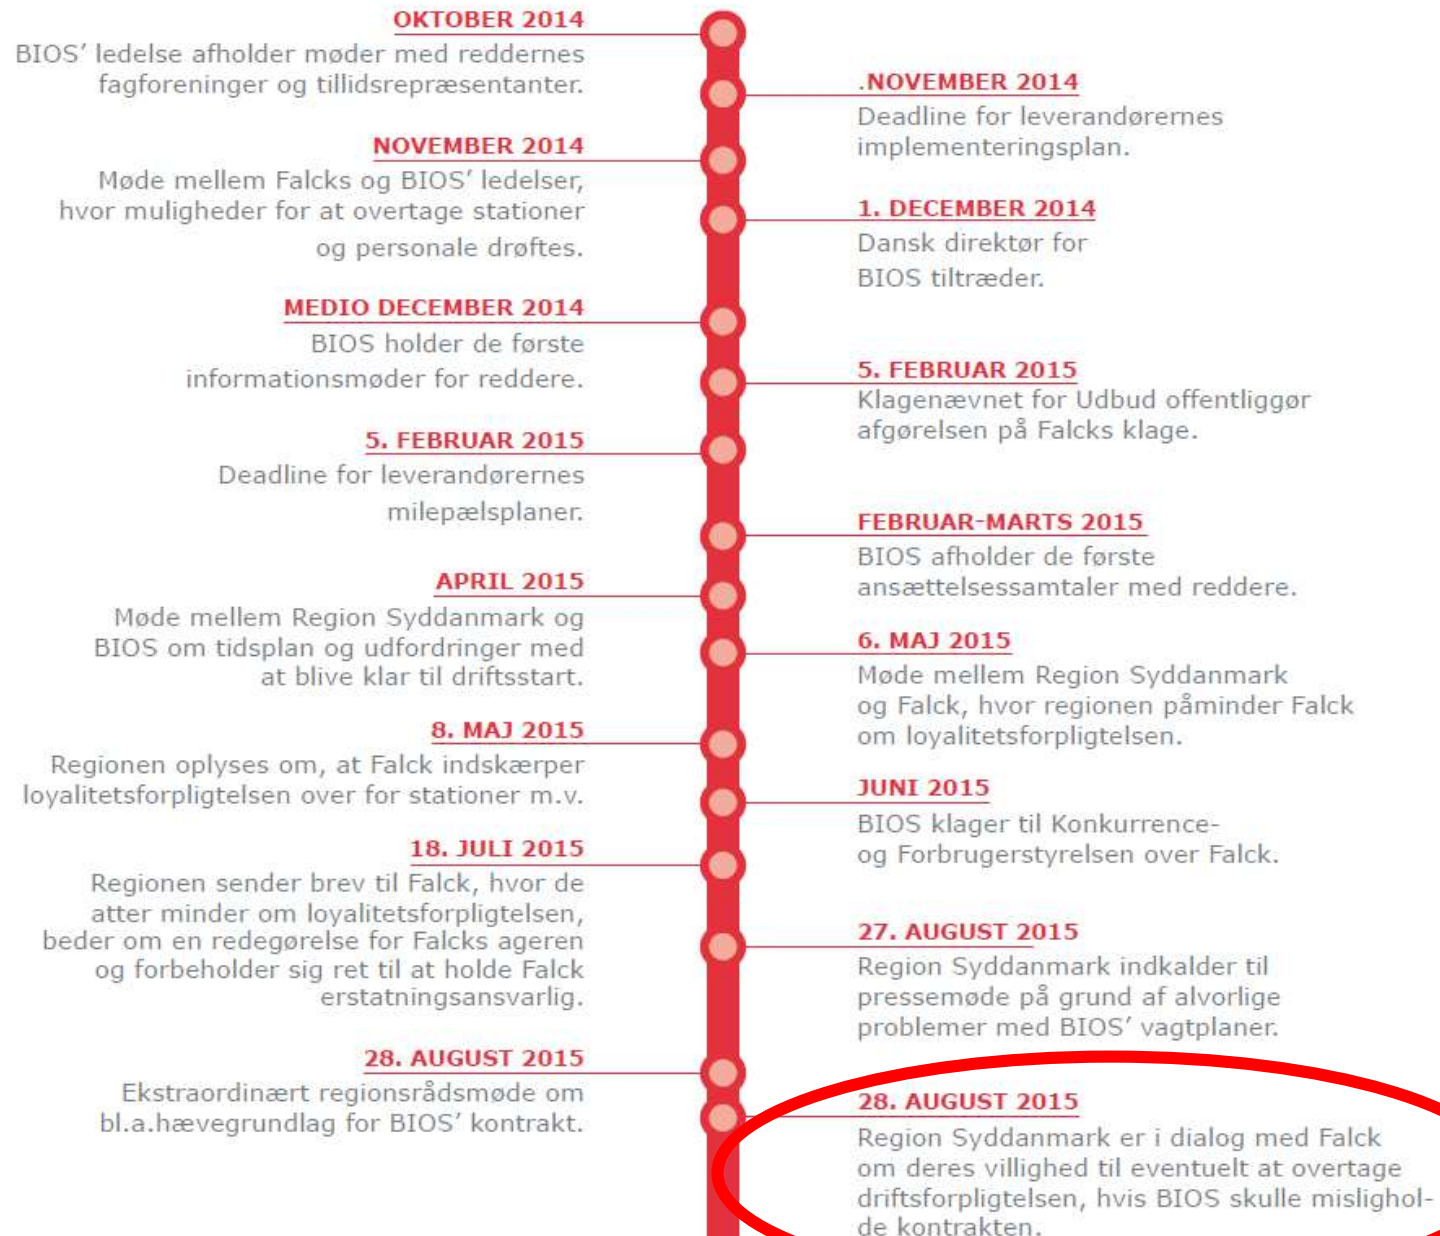 OKTOBER 2014
BIOS’ ledelse afholder møder med reddernes
fagforeninger og tillidsrepræsentanter.
.NOVEMBER 2014
Deadline for leverandørernes
implementeringsplan.
NOVEMBER 2014
Møde mellem Falcks og BIOS’ ledelser,
hvor muligheder for at overtage stationer
og personale drøftes.
1. DECEMBER 2014
Dansk direktør for
BIOS tiltræder.
MEDIO DECEMBER 2014
BIOS holder de første
informationsmøder for reddere.
5. FEBRUAR 2015
Klagenævnet for Udbud offentliggør
afgørelsen på Falcks klage.
5. FEBRUAR 2015
Deadline for leverandørernes
milepælsplaner.
FEBRUAR-MARTS 2015
BIOS afholder de første
ansættelsessamtaler med reddere.
APRIL 2015
Møde mellem Region Syddanmark og
BIOS om tidsplan og udfordringer med
at blive klar til driftsstart.
6. MAJ 2015
Møde mellem Region Syddanmark
og Falck, hvor regionen påminder Falck
om loyalitetsforpligtelsen.
8. MAJ 2015
Regionen oplyses om, at Falck indskærper
loyalitetsforpligtelsen over for stationer m.v.
JUNI 2015
BIOS klager til Konkurrence-
og Forbrugerstyrelsen over Falck.
18. JULI 2015
Regionen sender brev til Falck, hvor de
atter minder om loyalitetsforpligtelsen,
beder om en redegørelse for Falcks ageren
og forbeholder sig ret til at holde Falck
erstatningsansvarlig.
27. AUGUST 2015
Region Syddanmark indkalder til
pressemøde på grund af alvorlige
problemer med BIOS’ vagtplaner.
28. AUGUST 2015
Ekstraordinært regionsrådsmøde om
bl.a.hævegrundlag for BIOS’ kontrakt.
28. AUGUST 2015
Region Syddanmark er i dialog med Falck
om deres villighed til eventuelt at overtage
driftsforpligtelsen, hvis BIOS skulle mislighol-
de kontrakten.